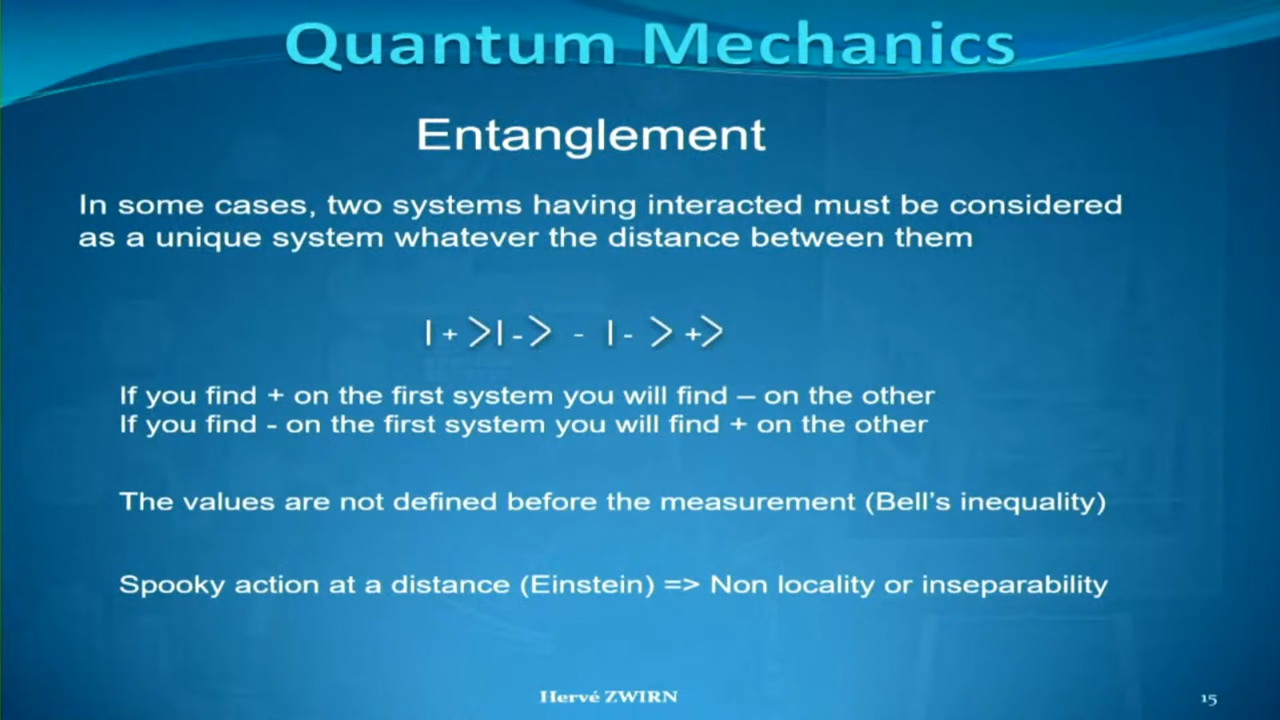 Quantum Mechanics
Entanglement
In some cases, two systems having interacted must be considered
as a unique system whatever the distance between them
| + >| - > - | - > +>
If you find + on the first system you will find – on the other
If you find - on the first system you will find + on the other
The values are not defined before the measurement (Bell's inequality)
Spooky action at a distance (Einstein) => Non locality or inseparability
Hervé ZWIRN
15